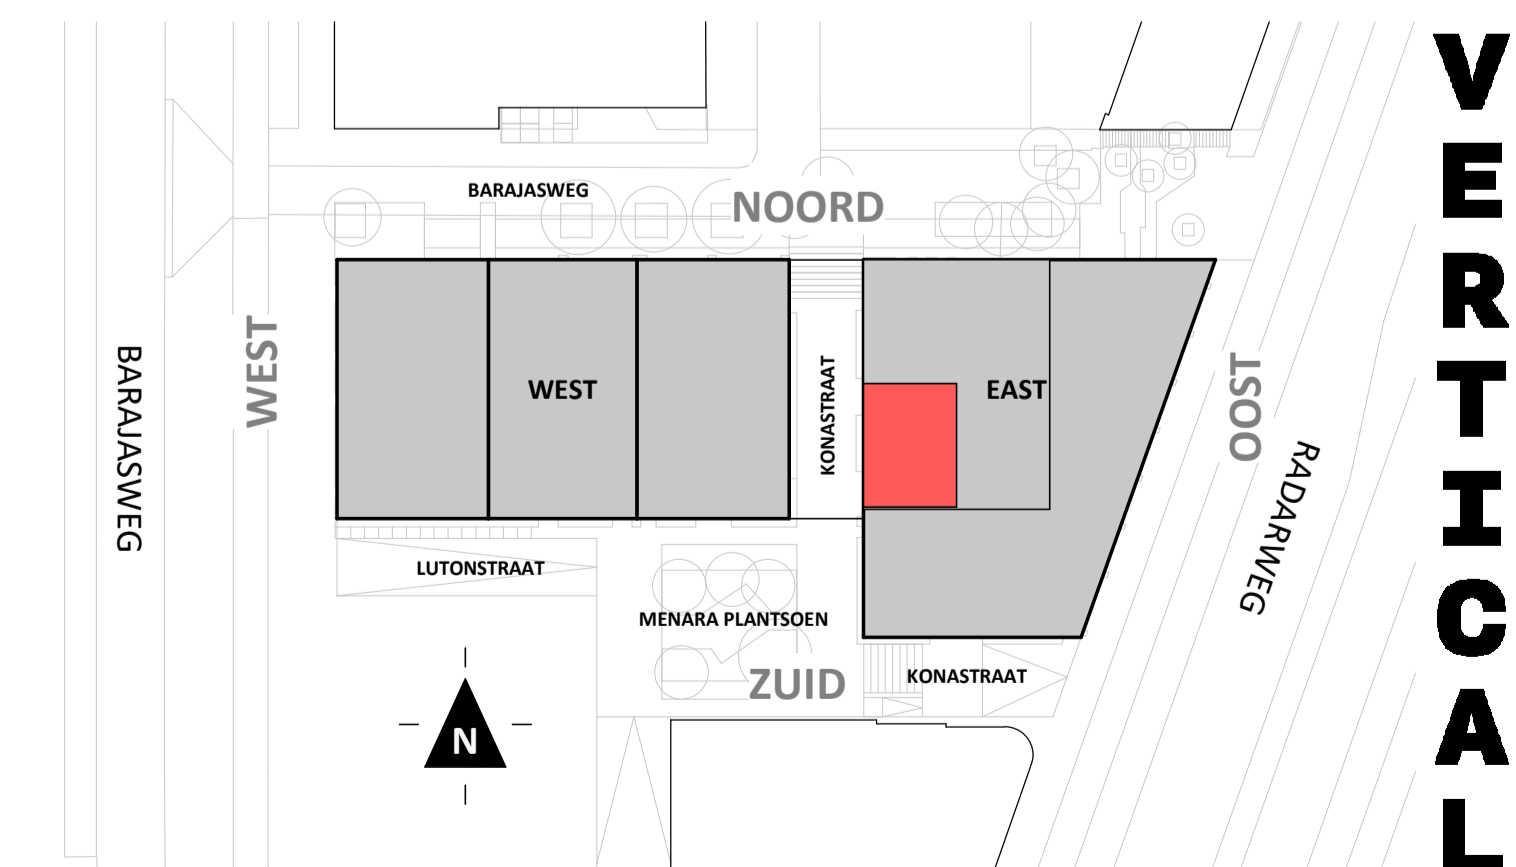 BARAJASWEG
NOORD
WEST
BARAJASWEG
WEST
KONASTRAAT
EAST
OOST
RADARWEG
LUTONSTRAAT
MENARA PLANTSOEN
ZUID
KONASTRAAT
N
VERTICAL